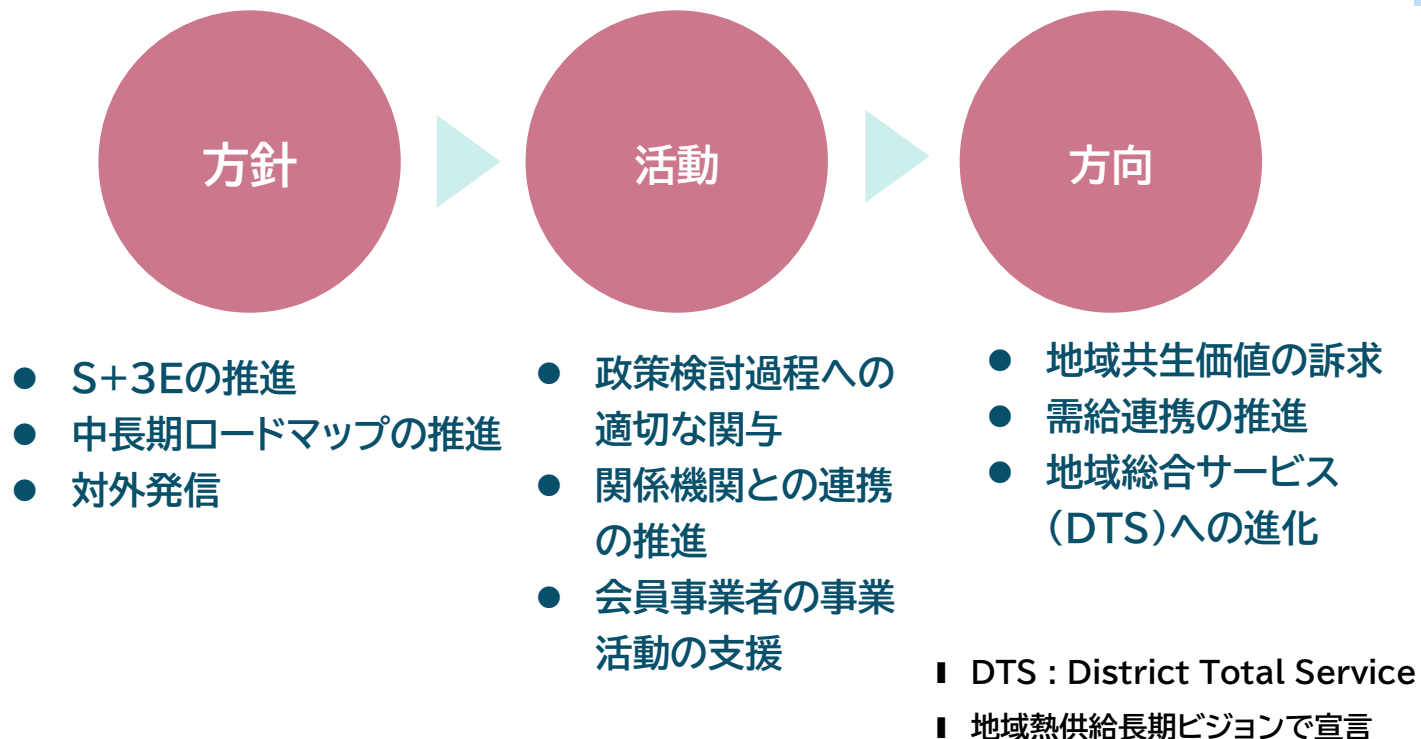 方針
活動
方向
● S+3Eの推進
● 中長期ロードマップの推進
● 対外発信
● 政策検討過程への
適切な関与
● 関係機関との連携
の推進
● 会員事業者の事業
活動の支援
● 地域共生価値の訴求
● 需給連携の推進
● 地域総合サービス
（DTS）への進化
DTS : District Total Service
地域熱供給長期ビジョンで宣言